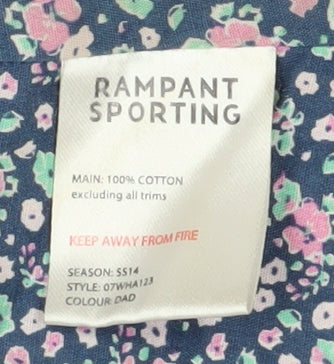 RAMPANT
SPORTING
MAIN: 100% COTTON
excluding all trims
KEEP AWAY FROM FIRE
SEASON: SS14
STYLE: 07WHA123
COLOUR: DAD